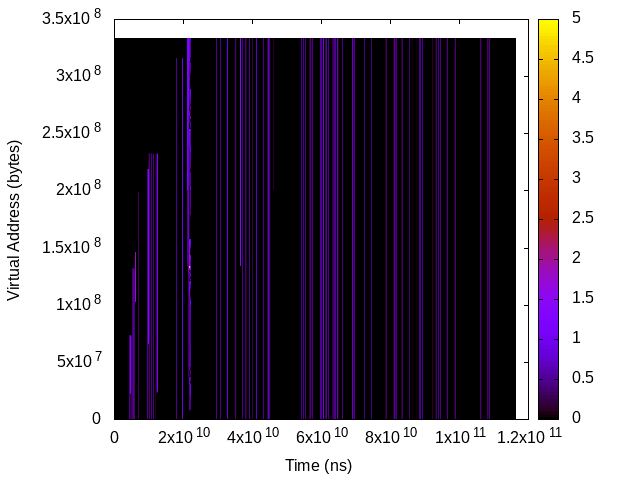 3.5x10^8
3x10^8
2.5x10^8
2x10^8
1.5x10^8
1x10^8
5x10^7
0
Virtual Address (bytes)
0 2x10^10 4x10^10 6x10^10 8x10^10 1x10^11 1.2x10^11
Time (ns)
5
4.5
4
3.5
3
2.5
2
1.5
1
0.5
0